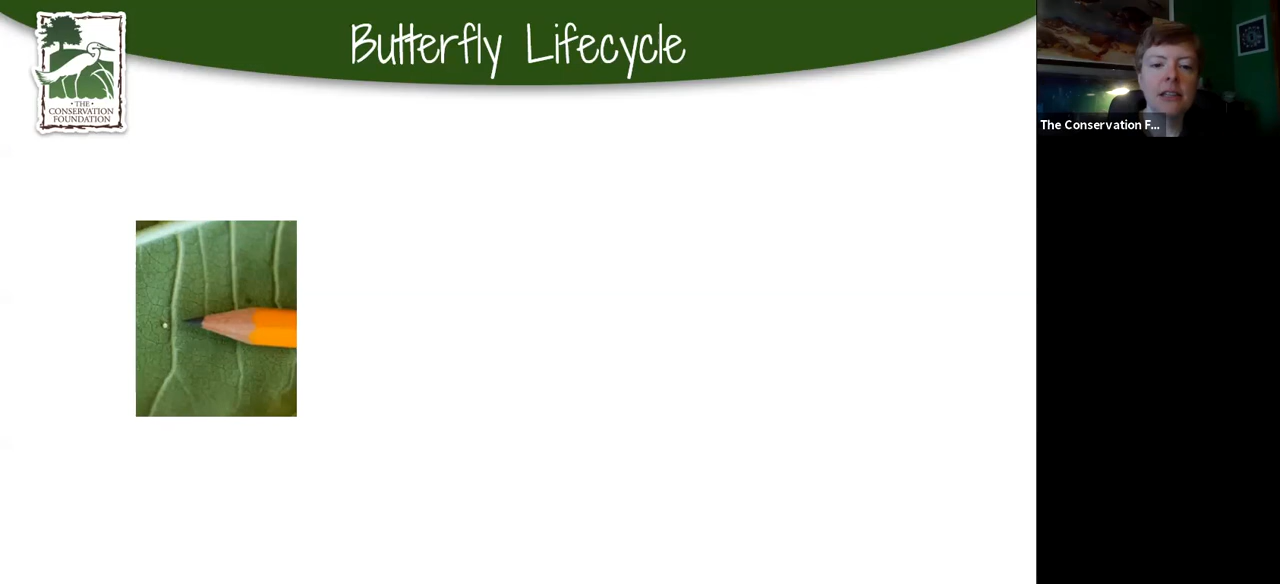 Butterfly Lifecycle
• THE •
CONSERVATION
FOUNDATION
The Conservation F...